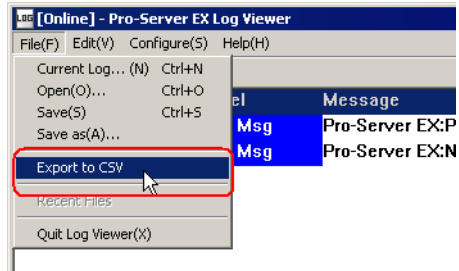 LOG [Online] - Pro-Server EX Log Viewer
File(F) Edit(V) Configure(S) Help(H)
Current Log... (N) Ctrl+N
Open(O)... Ctrl+O
el Message
Save(S) Ctrl+S
Msg Pro-Server EX:P
Save as(A)...
Msg Pro-Server EX:N
Export to CSV
Recent Files
Quit Log Viewer(X)